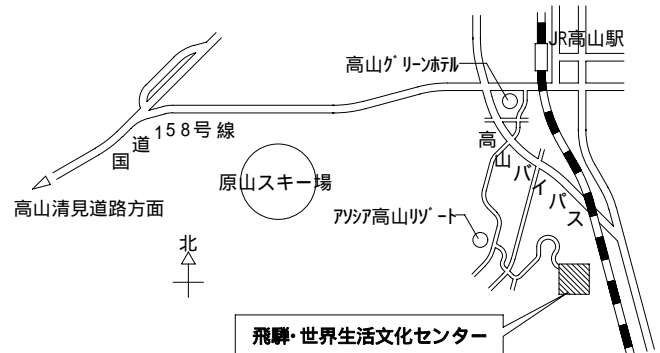 JR高山駅
高山グリーンホテル
国道158号線
高山バイパス
原山スキー場
高山清見道路方面
アソシア高山リゾート
北
飛騨・世界生活文化センター